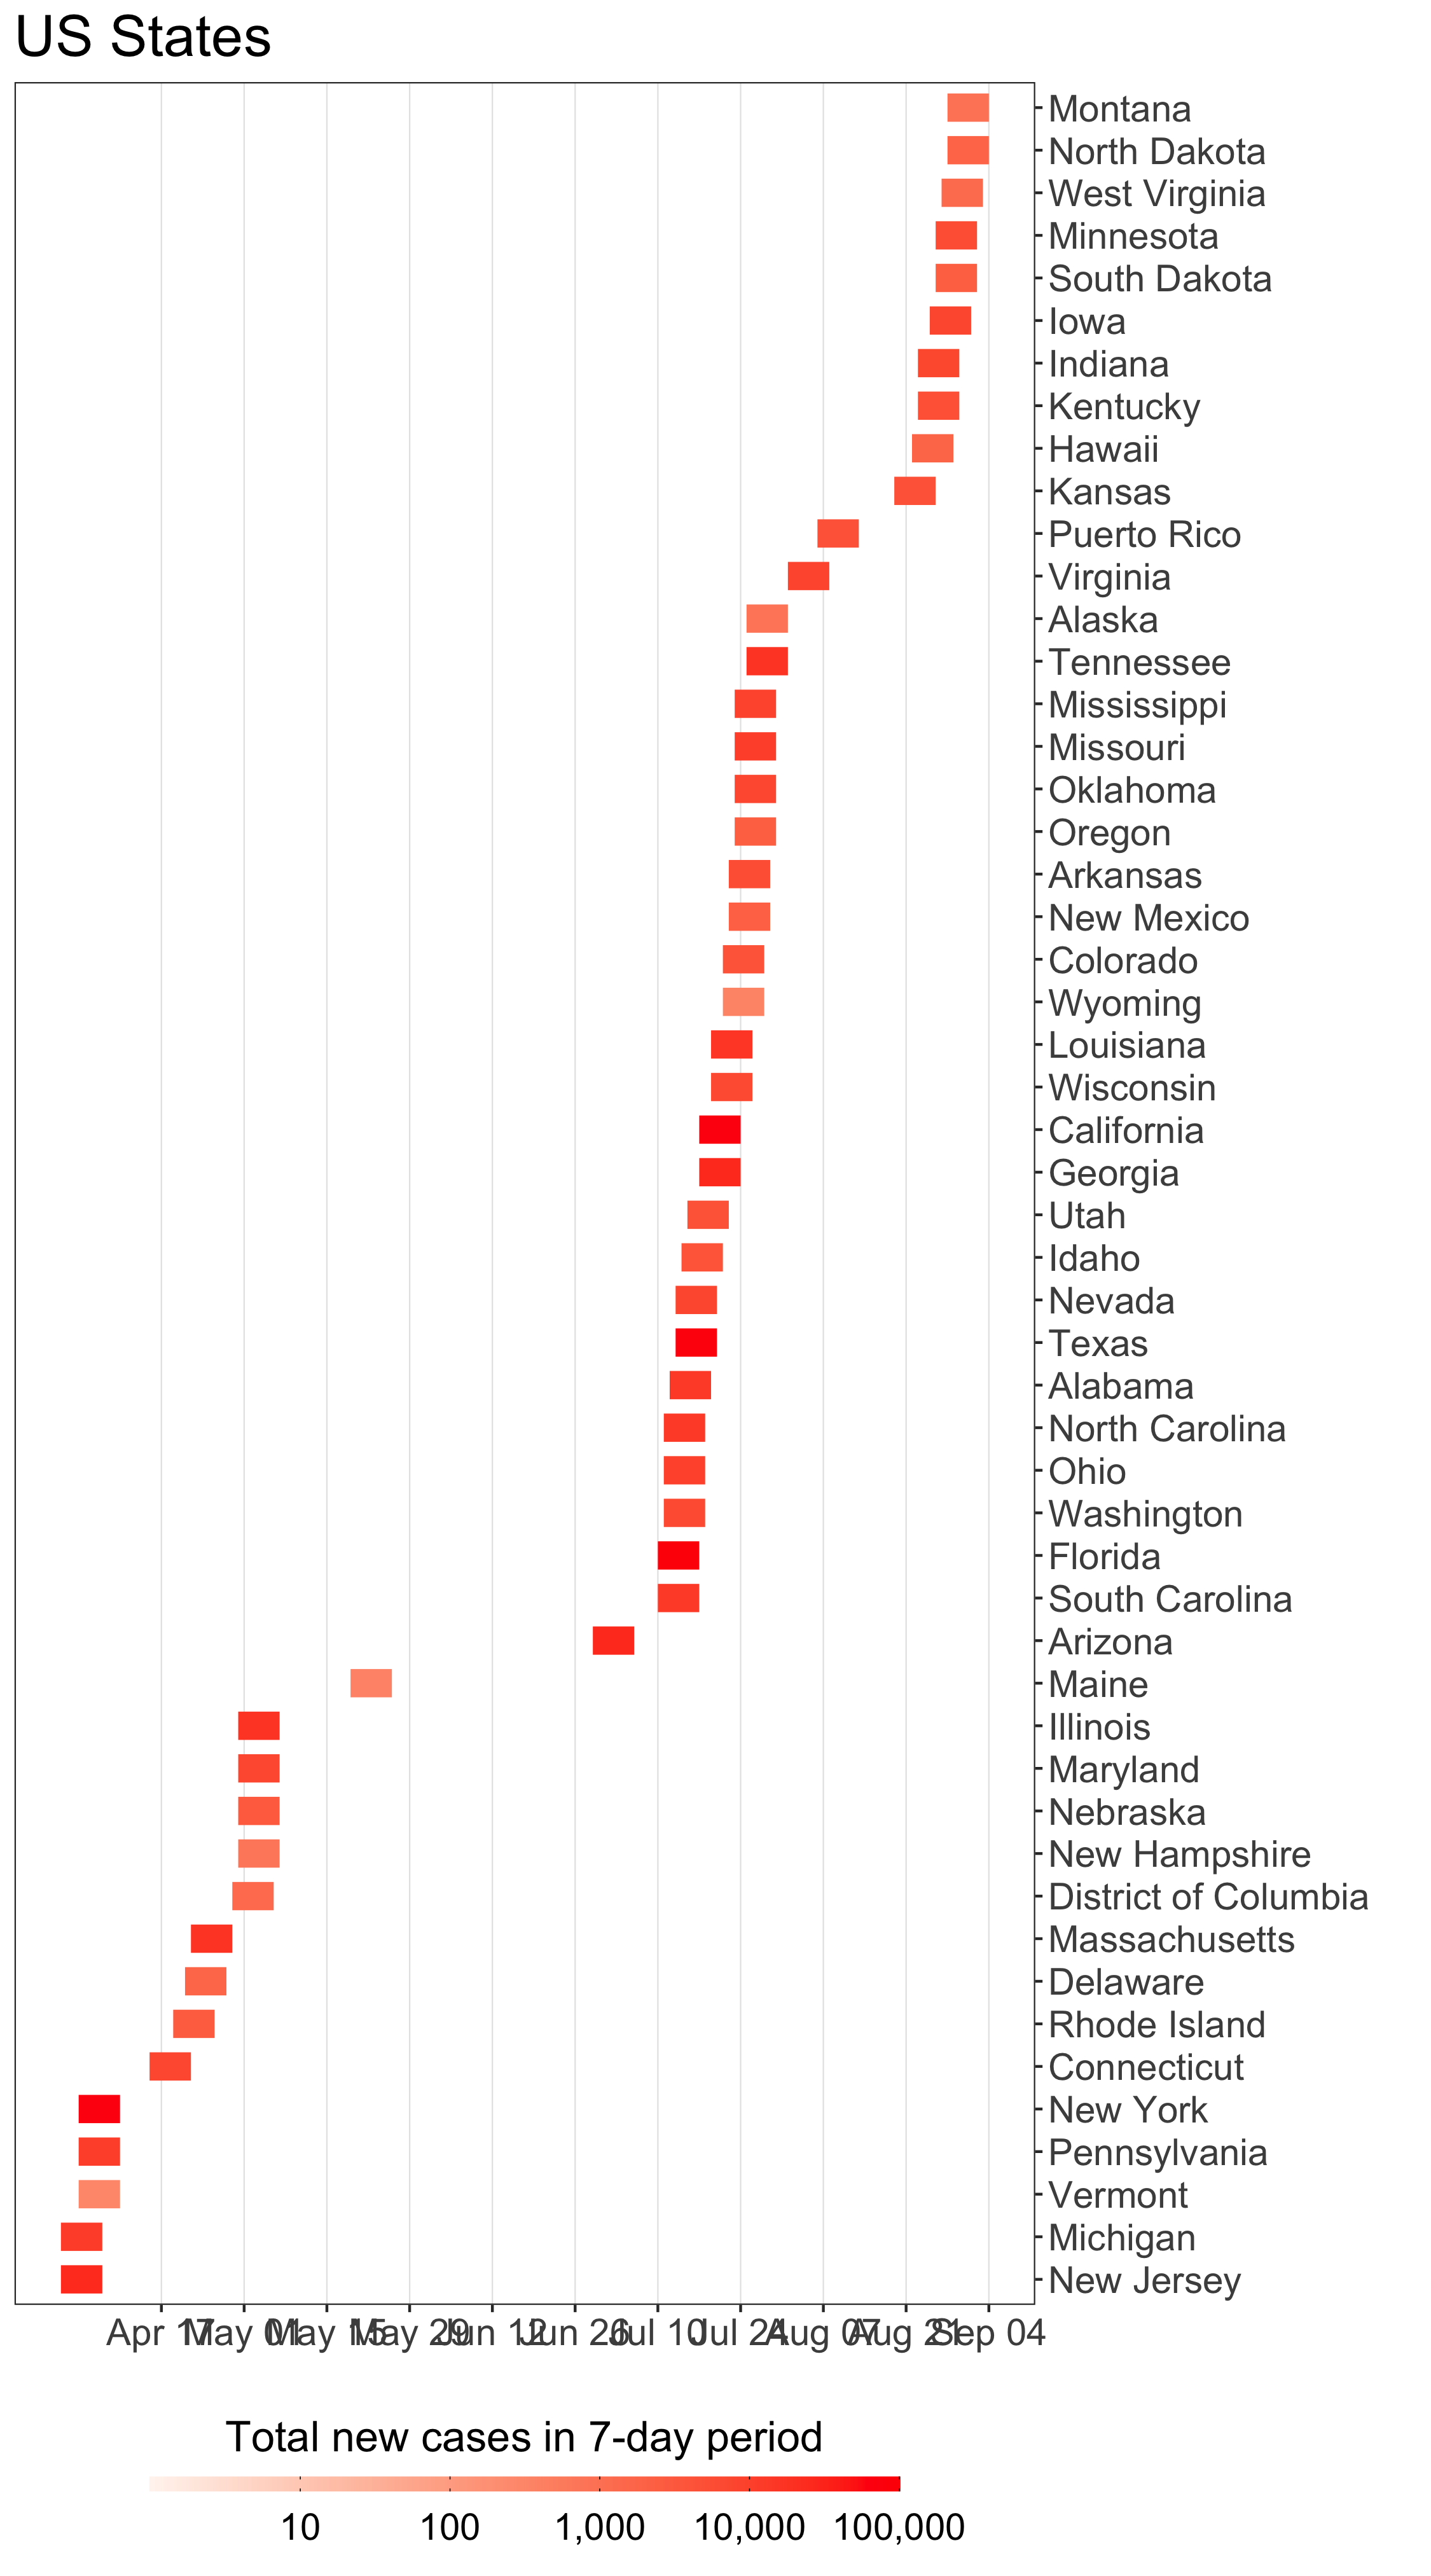 US States
Montana
North Dakota
West Virginia
Minnesota
South Dakota
Iowa
Indiana
Kentucky
Hawaii
Kansas
Puerto Rico
Virginia
Alaska
Tennessee
Mississippi
Missouri
Oklahoma
Oregon
Arkansas
New Mexico
Colorado
Wyoming
Louisiana
Wisconsin
California
Georgia
Utah
Idaho
Nevada
Texas
Alabama
North Carolina
Ohio
Washington
Florida
South Carolina
Arizona
Maine
Illinois
Maryland
Nebraska
New Hampshire
District of Columbia
Massachusetts
Delaware
Rhode Island
Connecticut
New York
Pennsylvania
Vermont
Michigan
New Jersey
Apr 17 May 01 May 15 May 29 Jun 12 Jun 26 Jul 10 Jul 24 Aug 07 Aug 21 Sep 04
Total new cases in 7-day period
10 100 1,000 10,000 100,000